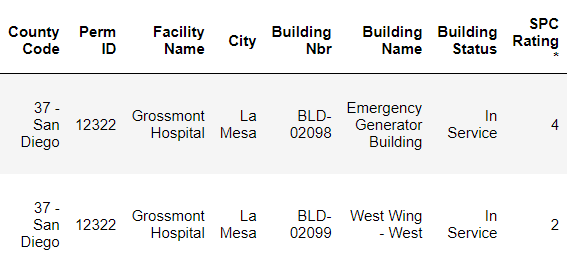 County Code Perm ID Facility Name City Building Nbr Building Name Building Status SPC Rating *
37 - San Diego 12322 Grossmont Hospital La Mesa BLD-02098 Emergency Generator Building In Service 4
37 - San Diego 12322 Grossmont Hospital La Mesa BLD-02099 West Wing - West In Service 2